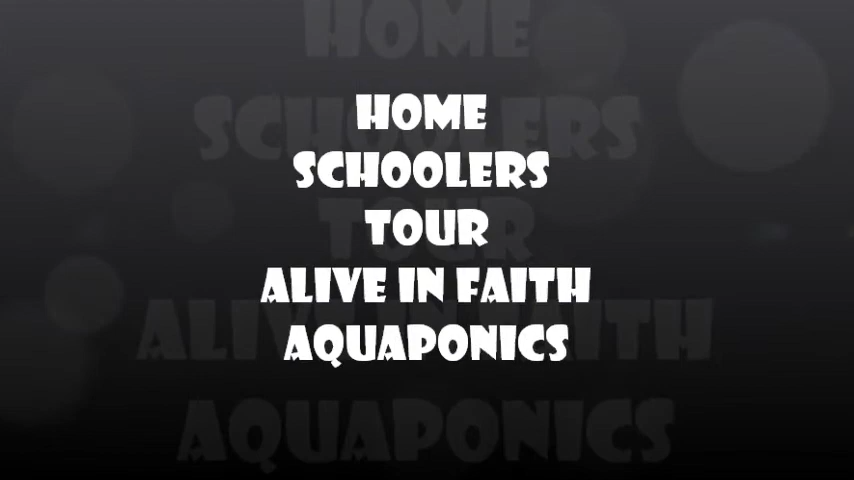 HOME
SCHOOLERS
TOUR
ALIVE IN FAITH
AQUAPONICS